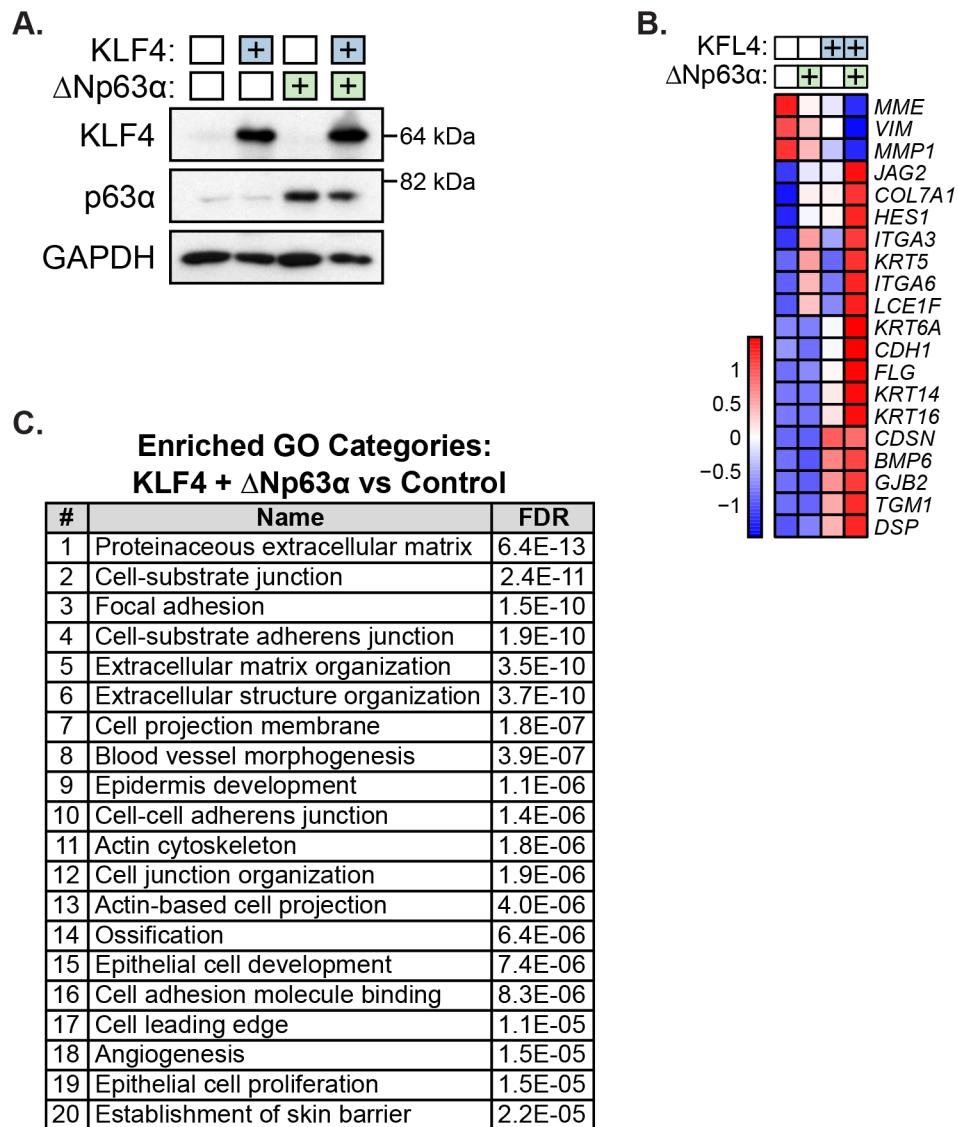 A.
KLF4: + +
ΔNp63α: + +
KLF4
64 kDa
p63α
82 kDa
GAPDH
B.
KFL4: + +
ΔNp63α: + +
MME
VIM
MMP1
JAG2
COL7A1
HES1
ITGA3
KRT5
ITGA6
LCE1F
KRT6A
CDH1
FLG
KRT14
KRT16
CDSN
BMP6
GJB2
TGM1
DSP
1
0.5
0
−0.5
−1
C.
Enriched GO Categories:
KLF4 + ΔNp63α vs Control
# Name FDR
1 Proteinaceous extracellular matrix 6.4E-13
2 Cell-substrate junction 2.4E-11
3 Focal adhesion 1.5E-10
4 Cell-substrate adherens junction 1.9E-10
5 Extracellular matrix organization 3.5E-10
6 Extracellular structure organization 3.7E-10
7 Cell projection membrane 1.8E-07
8 Blood vessel morphogenesis 3.9E-07
9 Epidermis development 1.1E-06
10 Cell-cell adherens junction 1.4E-06
11 Actin cytoskeleton 1.8E-06
12 Cell junction organization 1.9E-06
13 Actin-based cell projection 4.0E-06
14 Ossification 6.4E-06
15 Epithelial cell development 7.4E-06
16 Cell adhesion molecule binding 8.3E-06
17 Cell leading edge 1.1E-05
18 Angiogenesis 1.5E-05
19 Epithelial cell proliferation 1.5E-05
20 Establishment of skin barrier 2.2E-05